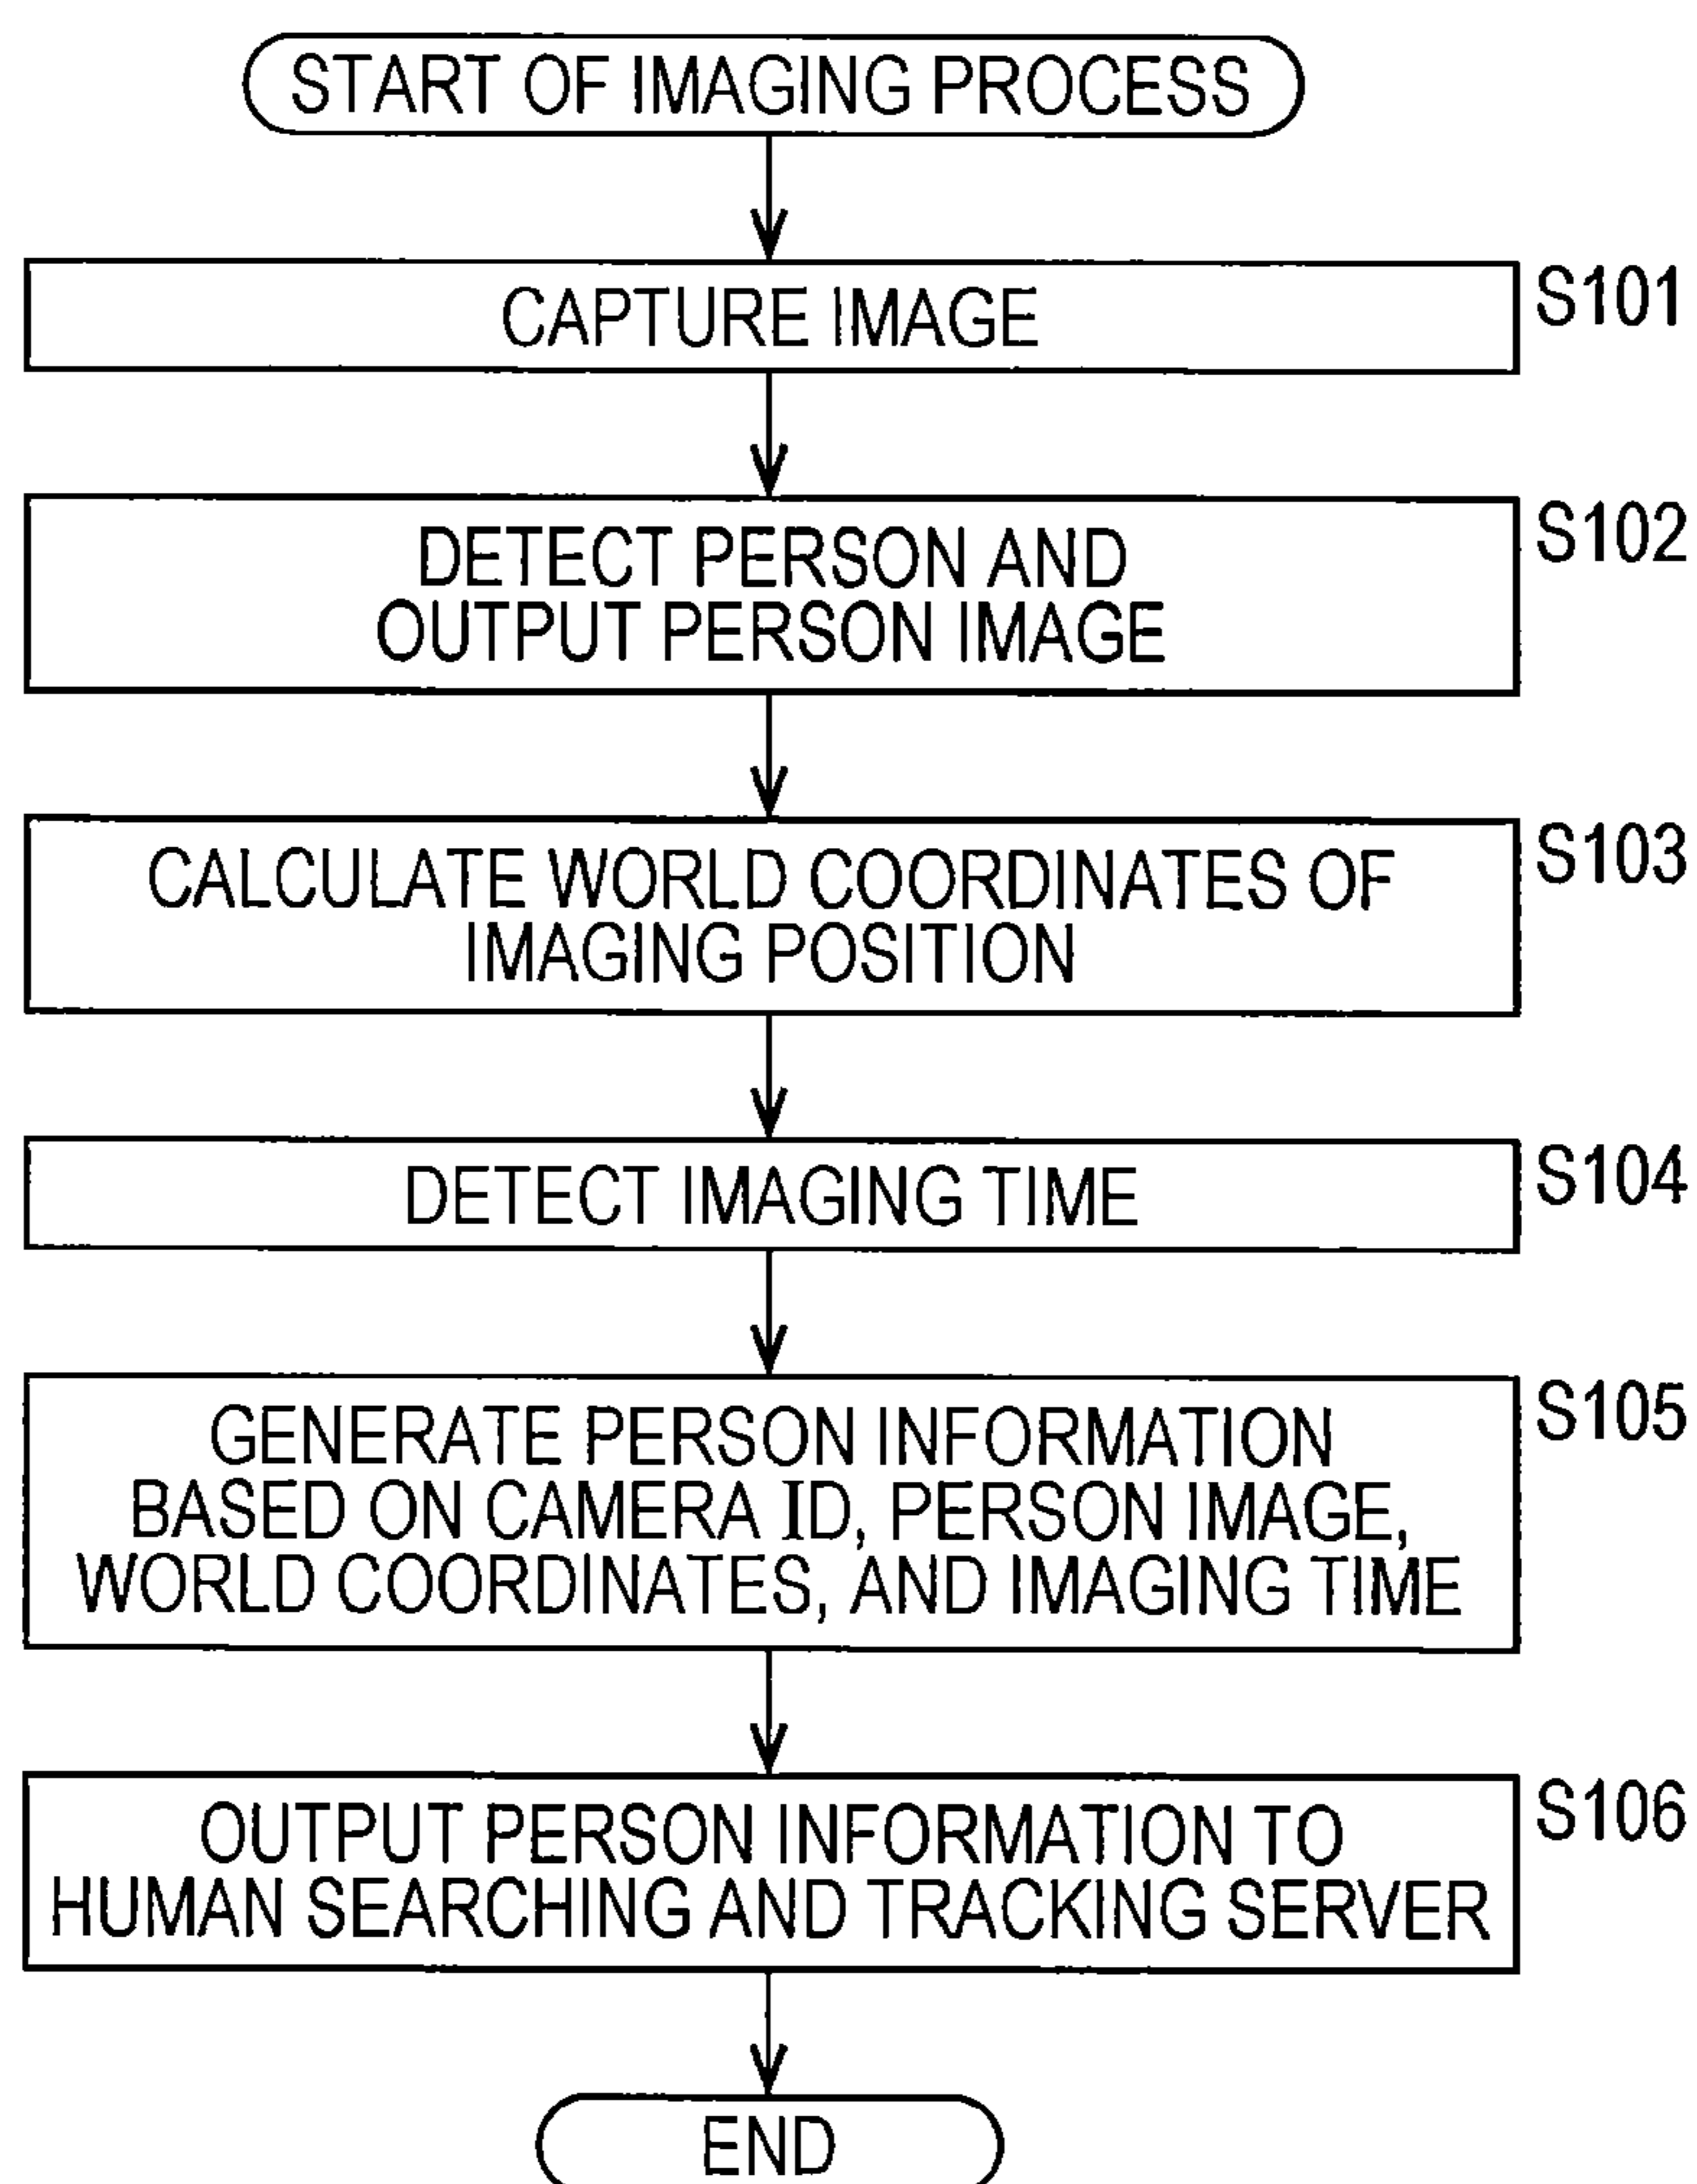 START OF IMAGING PROCESS
CAPTURE IMAGE
S101
DETECT PERSON AND
OUTPUT PERSON IMAGE
S102
CALCULATE WORLD COORDINATES OF
IMAGING POSITION
S103
DETECT IMAGING TIME
S104
GENERATE PERSON INFORMATION
BASED ON CAMERA ID, PERSON IMAGE,
WORLD COORDINATES, AND IMAGING TIME
S105
OUTPUT PERSON INFORMATION TO
HUMAN SEARCHING AND TRACKING SERVER
S106
END